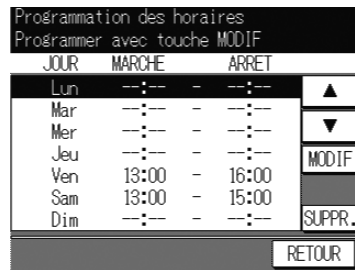 Programmation des horaires
Programmer avec touche MODIF
JOUR MARCHE ARRET
Lun --:-- - --:--
Mar --:-- - --:--
Mer --:-- - --:--
Jeu --:-- - --:--
Ven 13:00 - 16:00
Sam 13:00 - 15:00
Dim --:-- - --:--
▲
▼
MODIF
SUPPR.
RETOUR